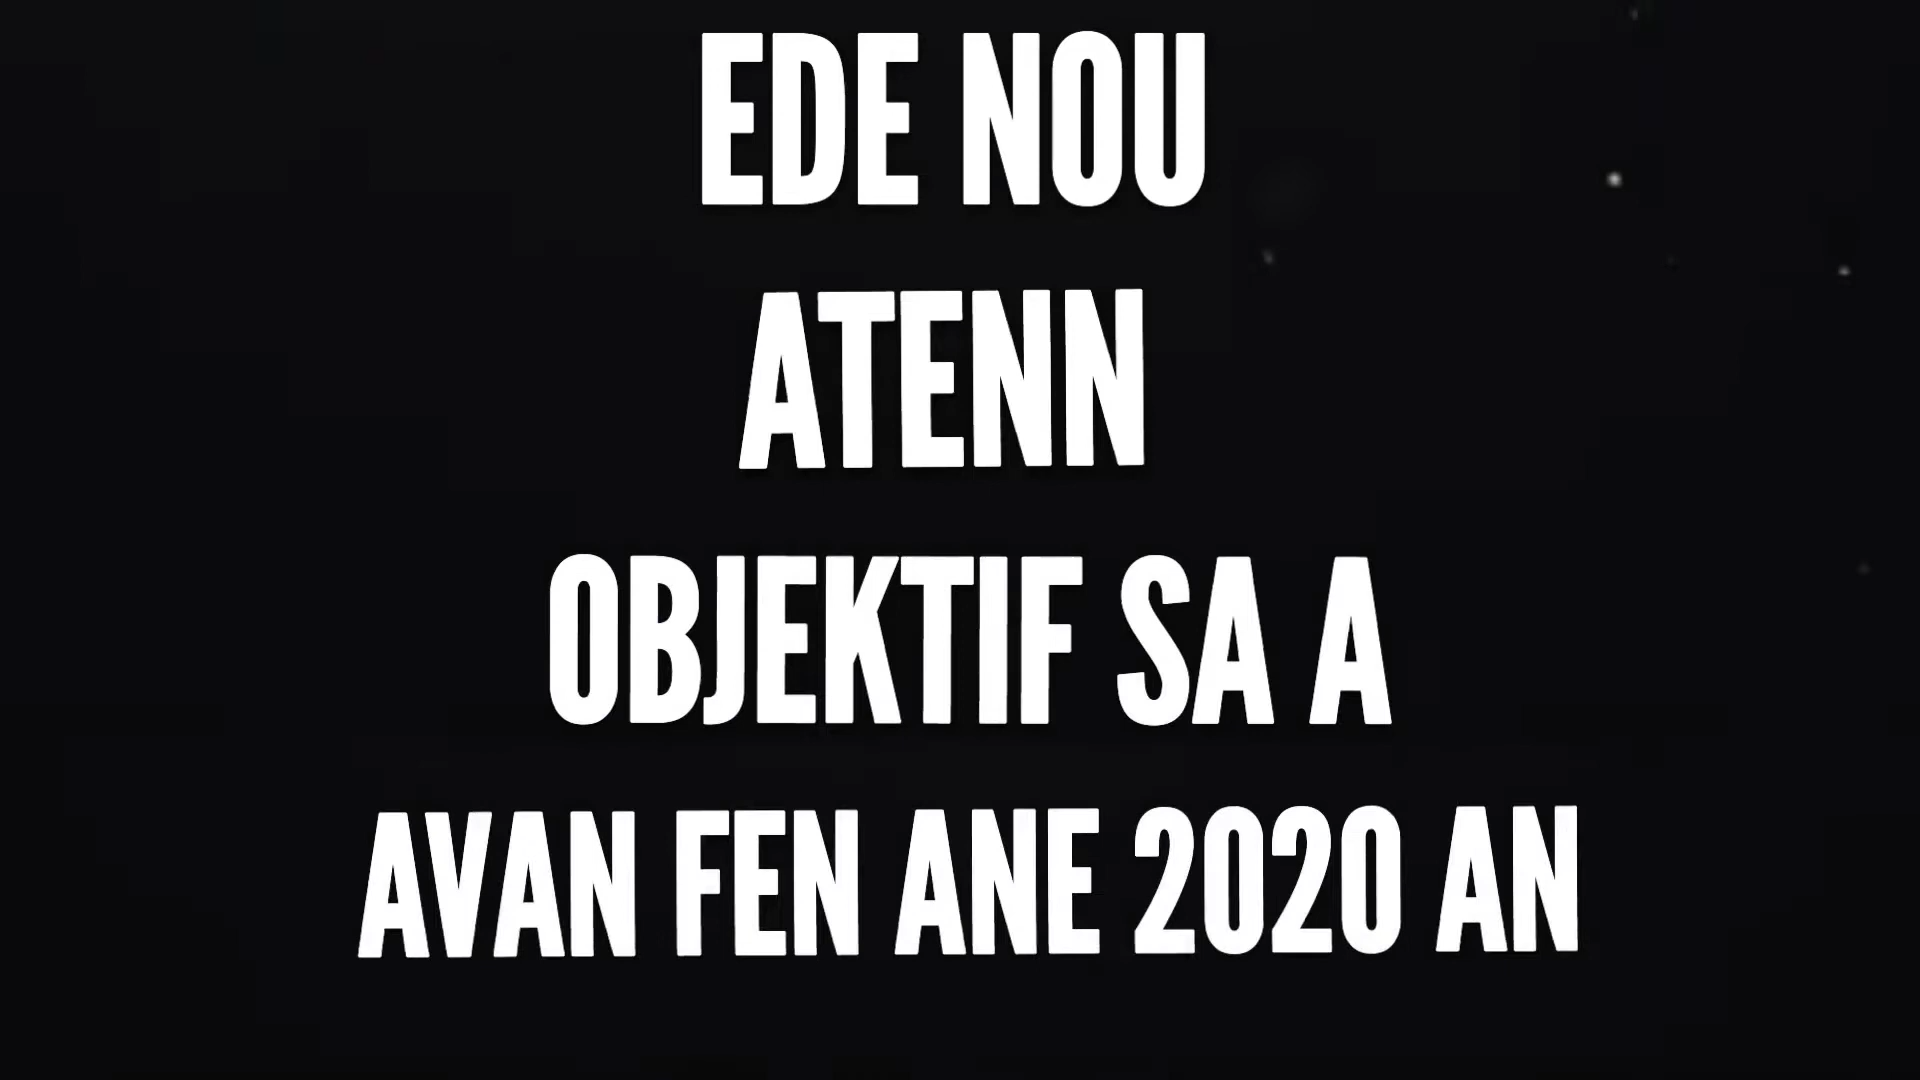 EDE NOU
ATENN
OBJEKTIF SA A
AVAN FEN ANE 2020 AN